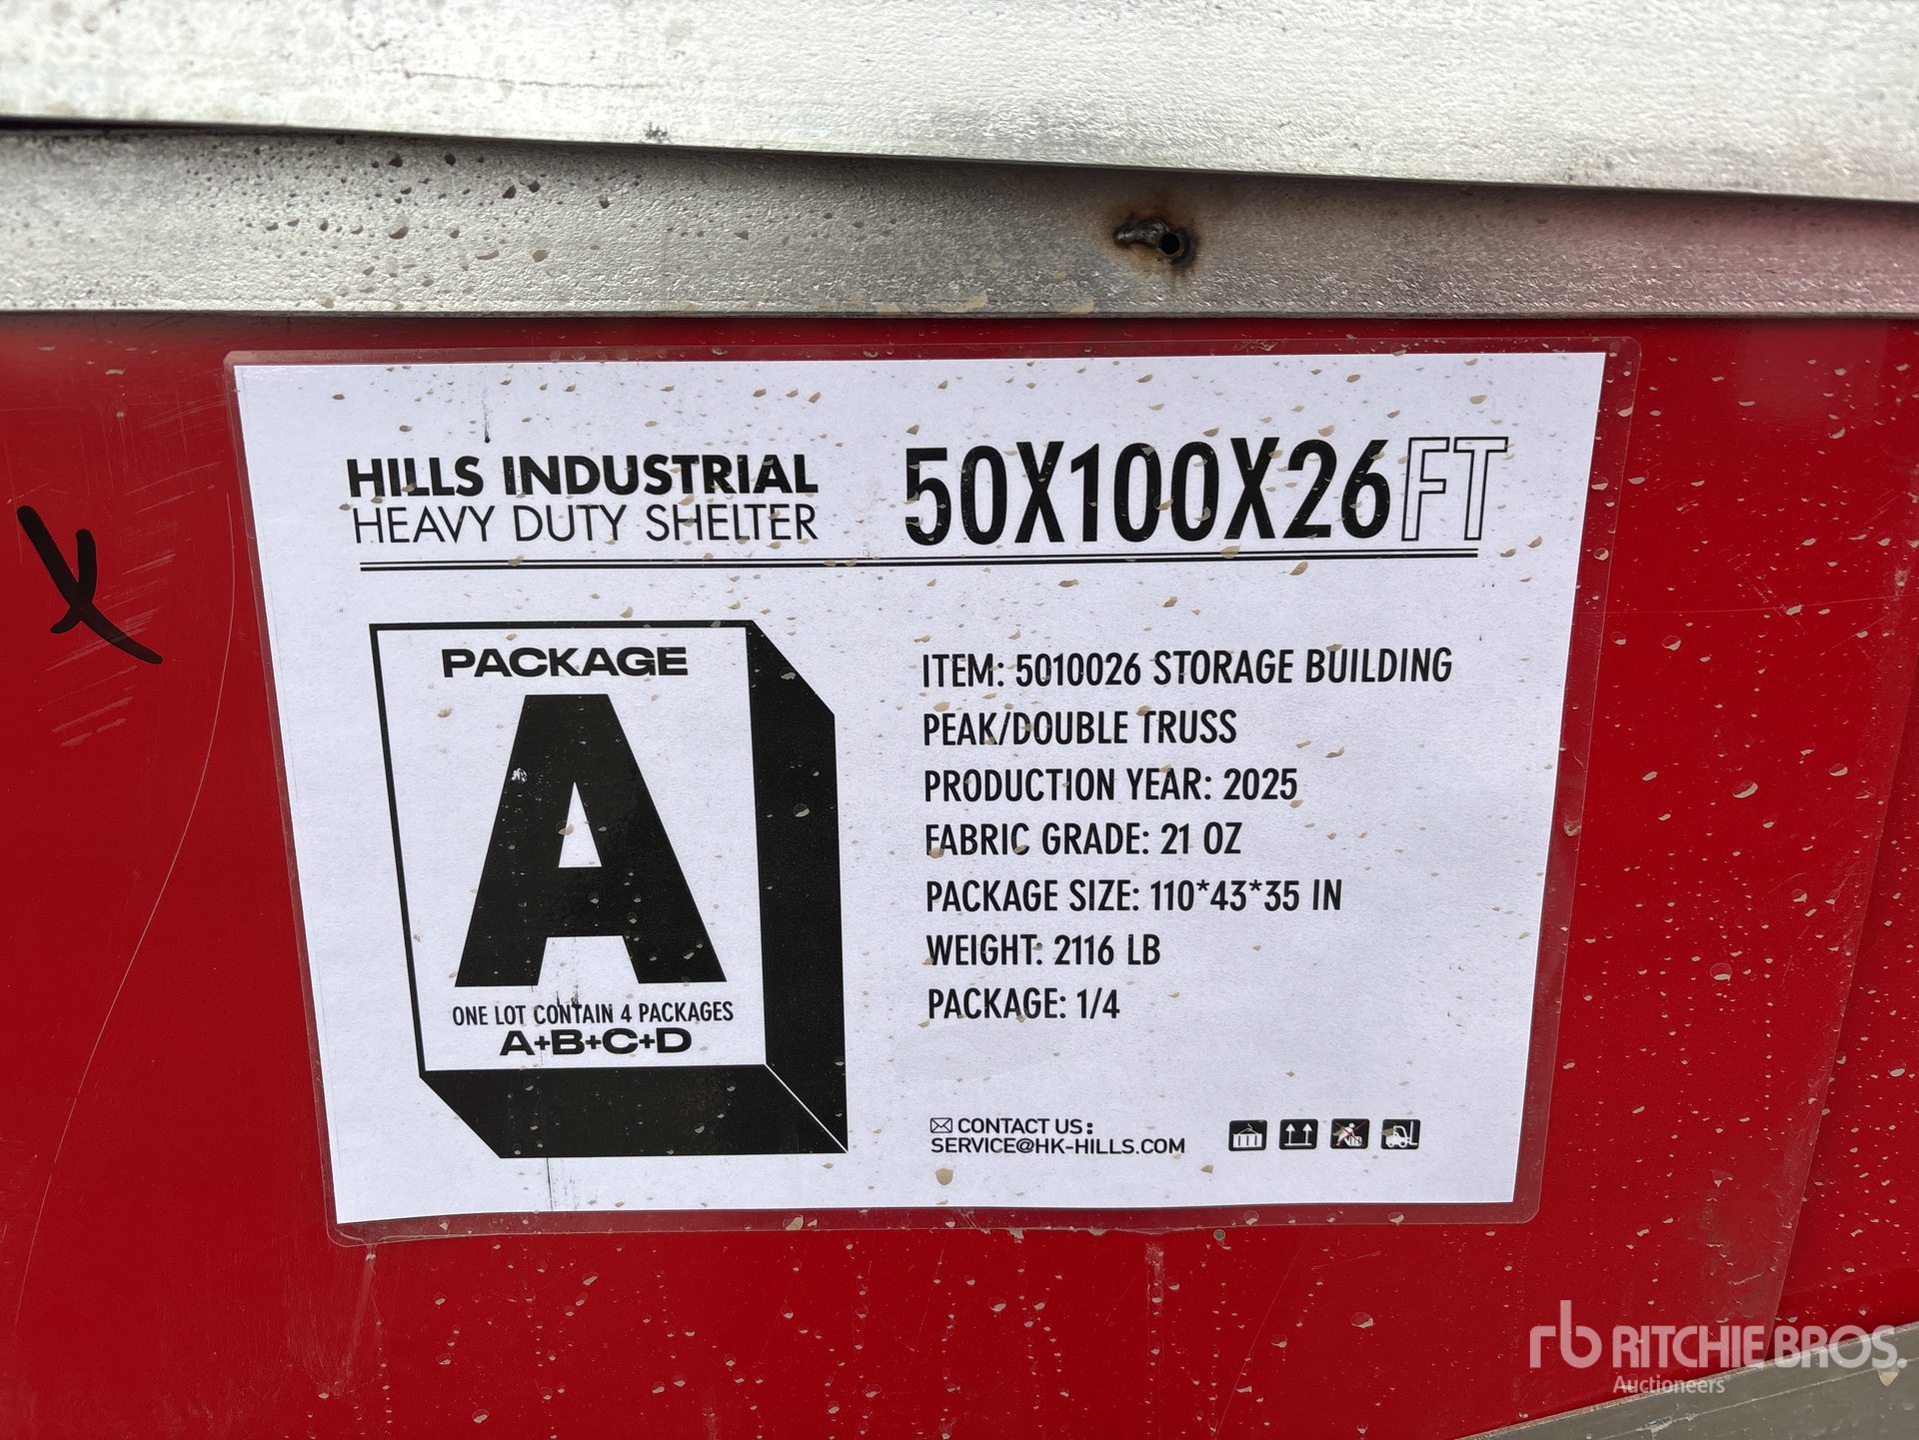 HILLS INDUSTRIAL
HEAVY DUTY SHELTER
50X100X26FT
PACKAGE
A
ONE LOT CONTAIN 4 PACKAGES
A+B+C+D
ITEM: 5010026 STORAGE BUILDING
PEAK/DOUBLE TRUSS
PRODUCTION YEAR: 2025
FABRIC GRADE: 21 OZ
PACKAGE SIZE: 110*43*35 IN
WEIGHT: 2116 LB
PACKAGE: 1/4
CONTACT US:
SERVICE@HK-HILLS.COM
rb RITCHIE BROS.
Auctioneers